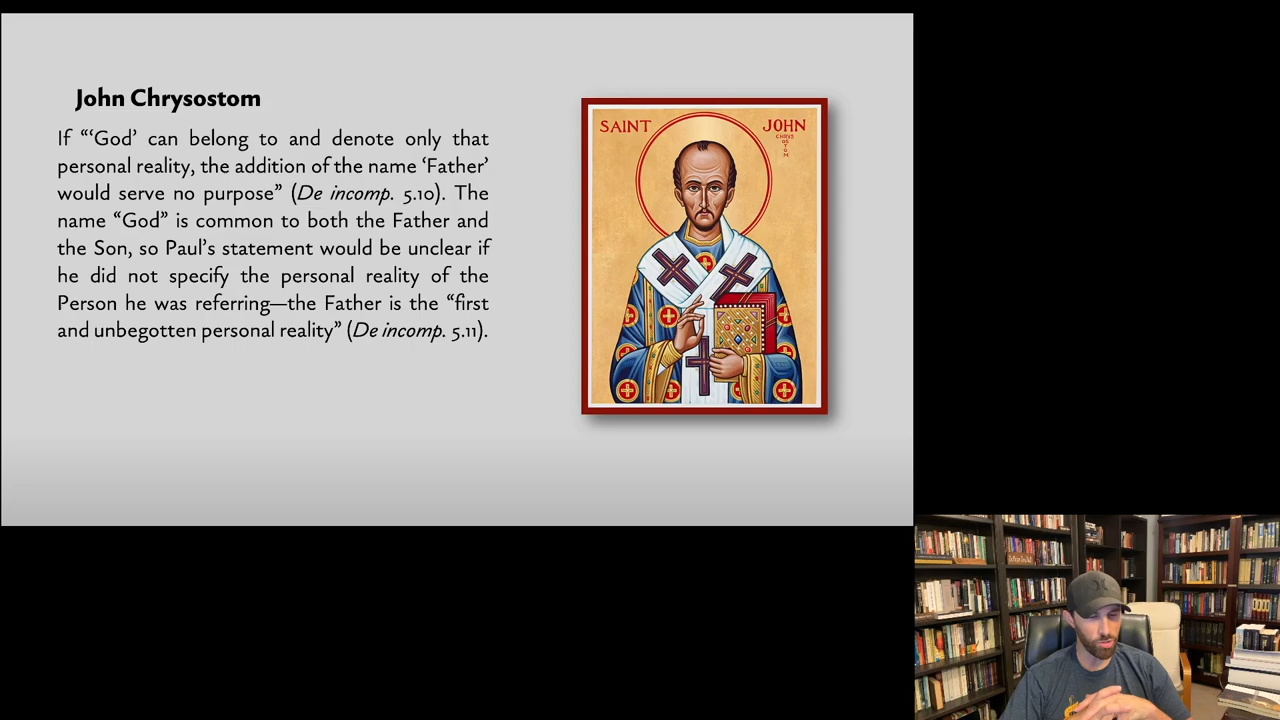 John Chrysostom
If “‘God’ can belong to and denote only that
personal reality, the addition of the name ‘Father’
would serve no purpose” (De incomp. 5.10). The
name “God” is common to both the Father and
the Son, so Paul’s statement would be unclear if
he did not specify the personal reality of the
Person he was referring—the Father is the “first
and unbegotten personal reality” (De incomp. 5.11).
SAINT
JOHN
CHRYS
OS
T
O
M